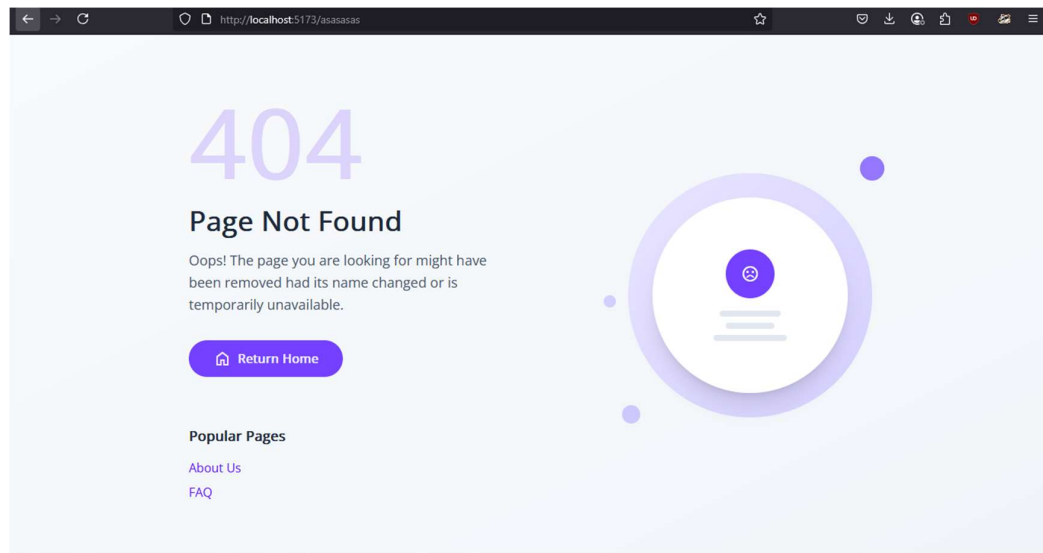 http://localhost:5173/asasasas
404
Page Not Found
Oops! The page you are looking for might have
been removed had its name changed or is
temporarily unavailable.
Return Home
Popular Pages
About Us
FAQ